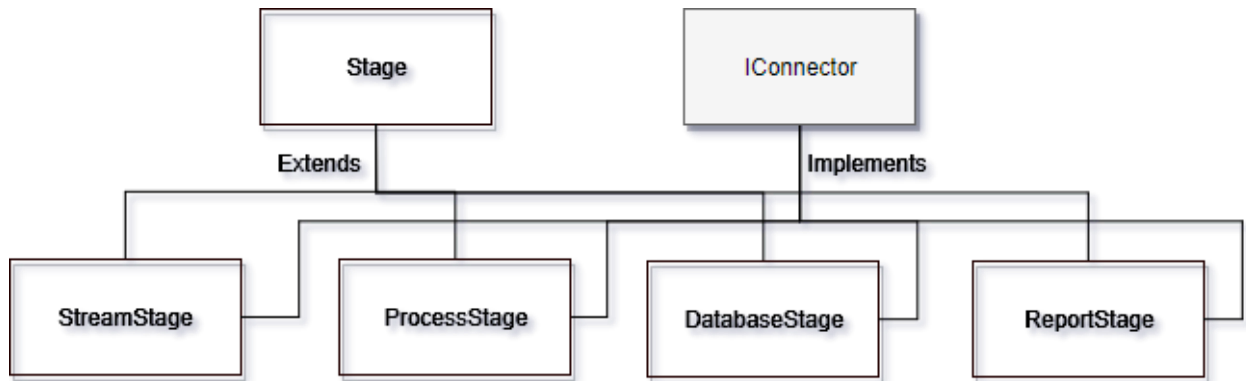 Stage
IConnector
Extends
Implements
StreamStage
ProcessStage
DatabaseStage
ReportStage